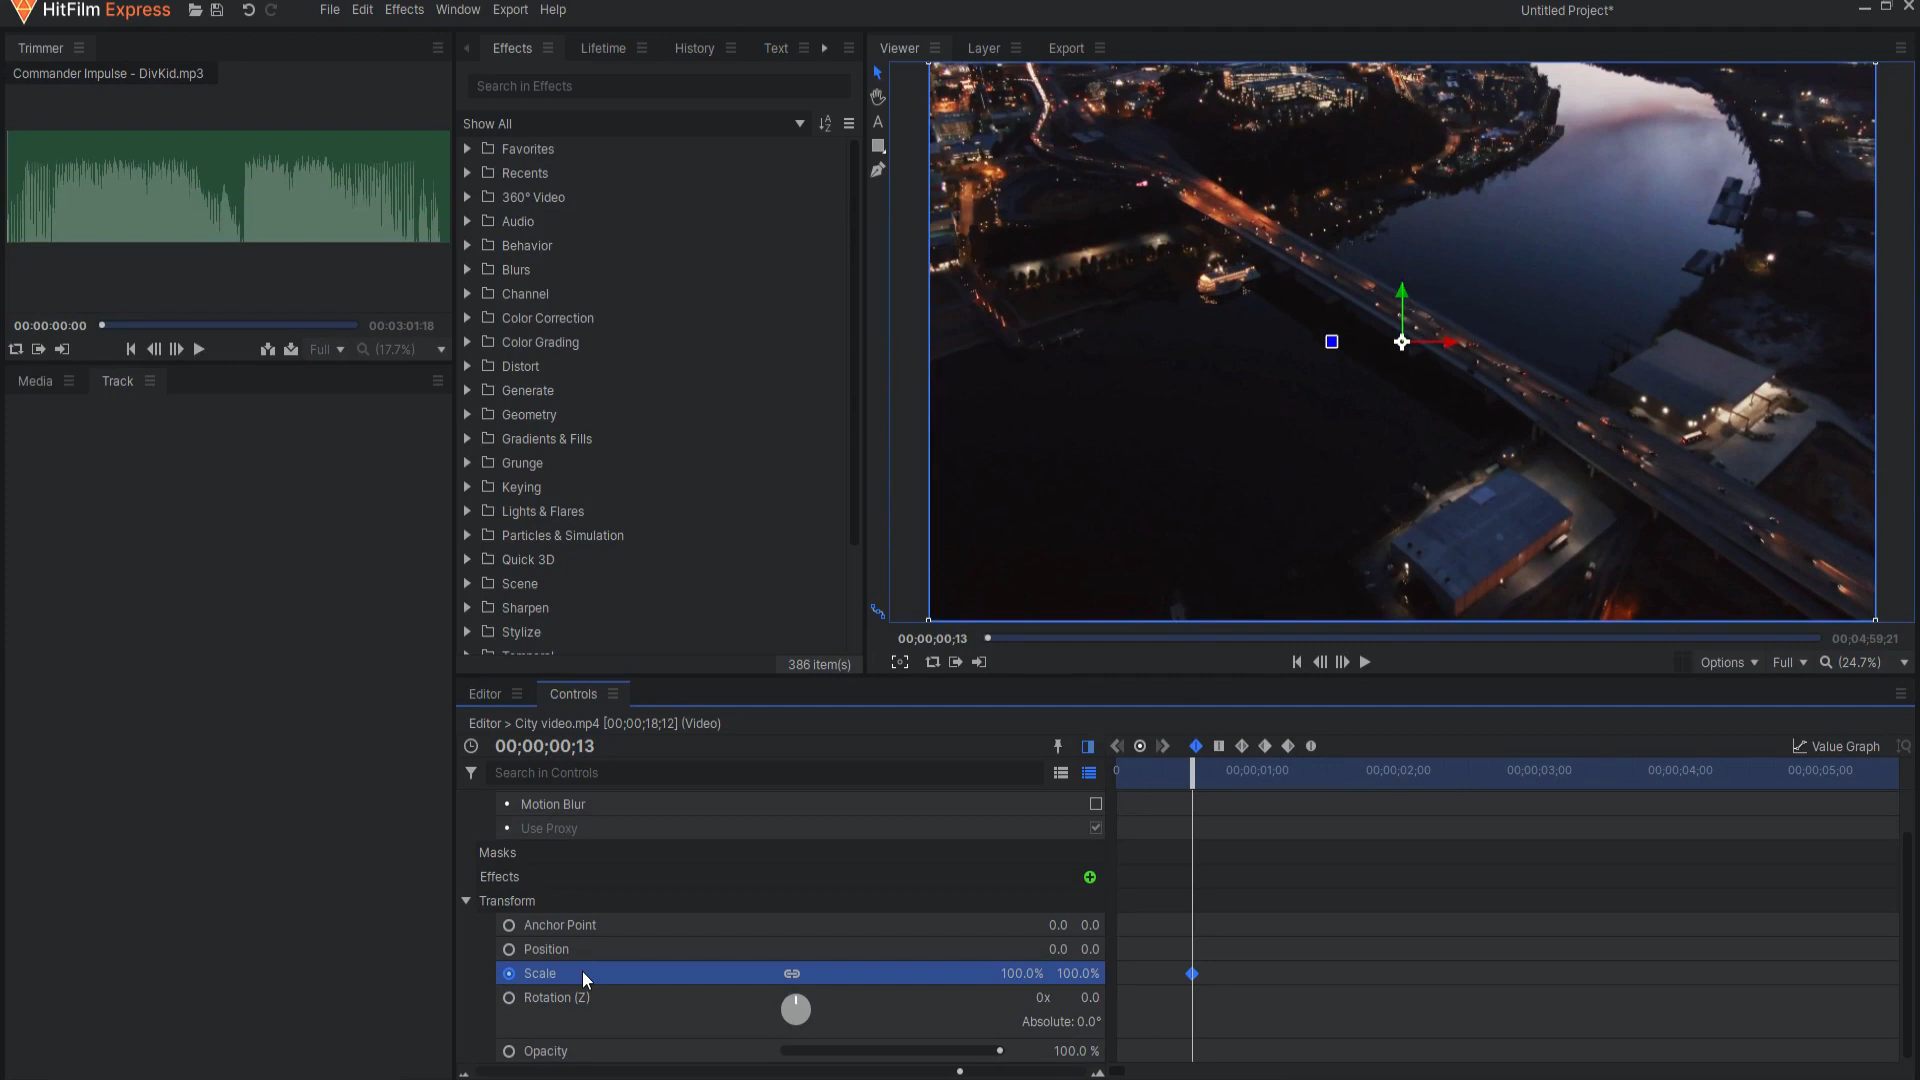 HitFilm Express
File Edit Effects Window Export Help
Untitled Project*
Trimmer
Commander Impulse - DivKid.mp3
00:00:00:00
00:03:01:18
Full
(17.7%)
Media
Track
Effects
Lifetime
History
Text
Search in Effects
Show All
Favorites
Recents
360° Video
Audio
Behavior
Blurs
Channel
Color Correction
Color Grading
Distort
Generate
Geometry
Gradients & Fills
Grunge
Keying
Lights & Flares
Particles & Simulation
Quick 3D
Scene
Sharpen
Stylize
386 item(s)
Viewer
Layer
Export
A
00;00;00;13
00;04;59;21
Options
Full
(24.7%)
Editor
Controls
Editor > City video.mp4 [00;00;18;12] (Video)
00;00;00;13
Value Graph
Search in Controls
0
00;00;01;00
00;00;02;00
00;00;03;00
00;00;04;00
00;00;05;00
Motion Blur
Use Proxy
Masks
Effects
Transform
Anchor Point 0.0 0.0
Position 0.0 0.0
Scale 100.0% 100.0%
Rotation (Z) 0x 0.0
Absolute: 0.0°
Opacity 100.0 %